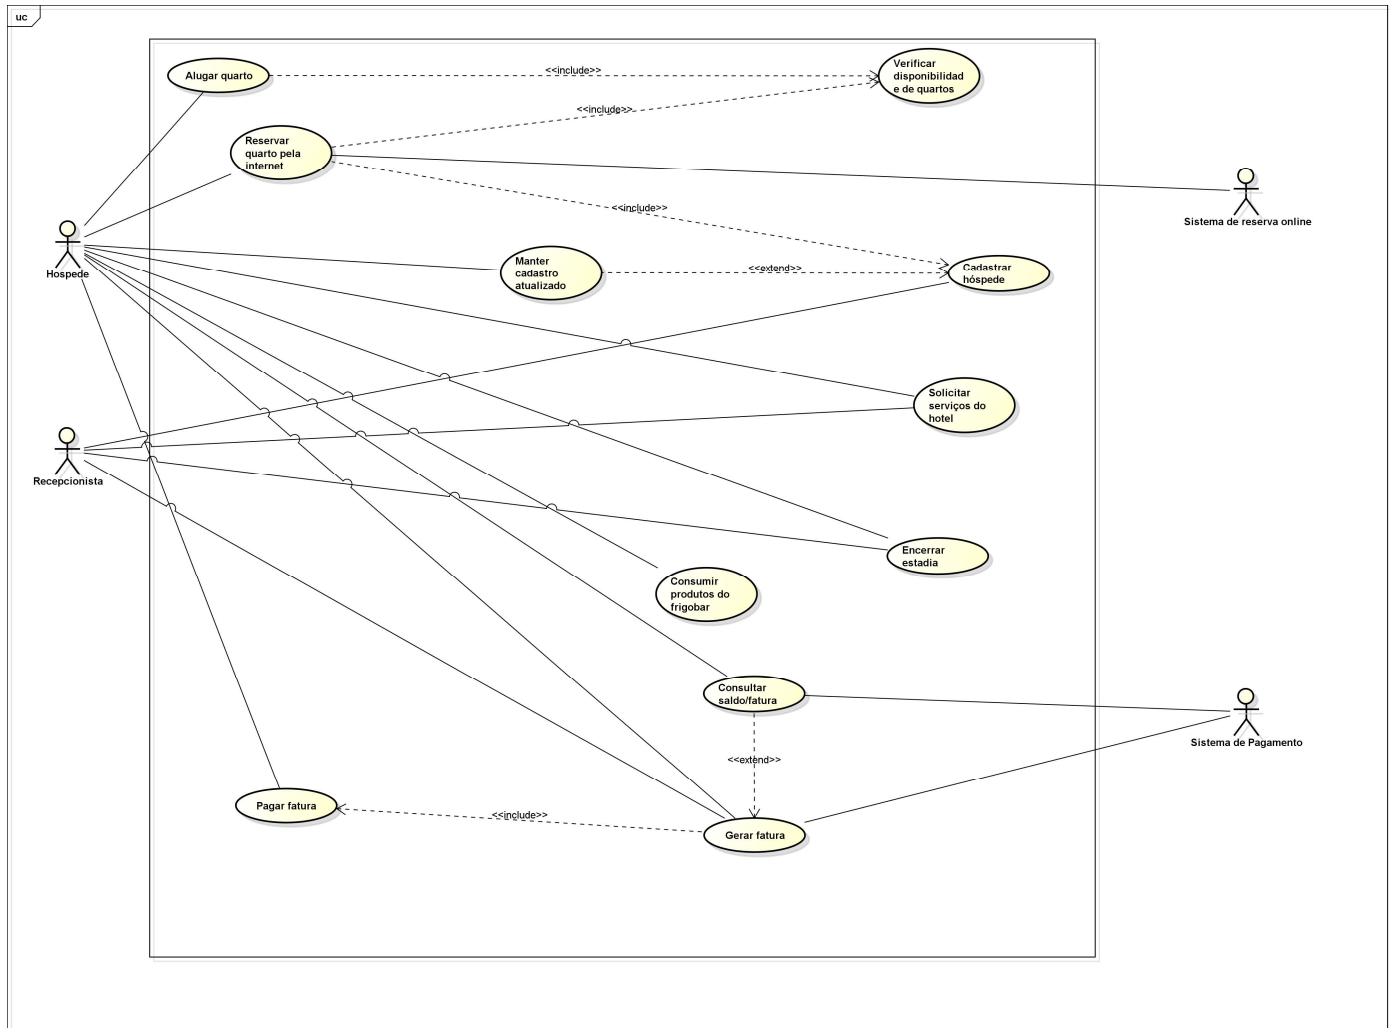 uc
Alugar quarto
<<include>>
Verificar
disponibilidad
e de quartos
<<include>>
Reservar
quarto pela
internet
Sistema de reserva online
<<include>>
Hospede
Manter
cadastro
atualizado
<<extend>>
Cadastrar
hóspede
Solicitar
serviços do
hotel
Recepcionista
Encerrar
estadia
Consumir
produtos do
frigobar
Consultar
saldo/fatura
Sistema de Pagamento
<<extend>>
Pagar fatura
<<include>>
Gerar fatura